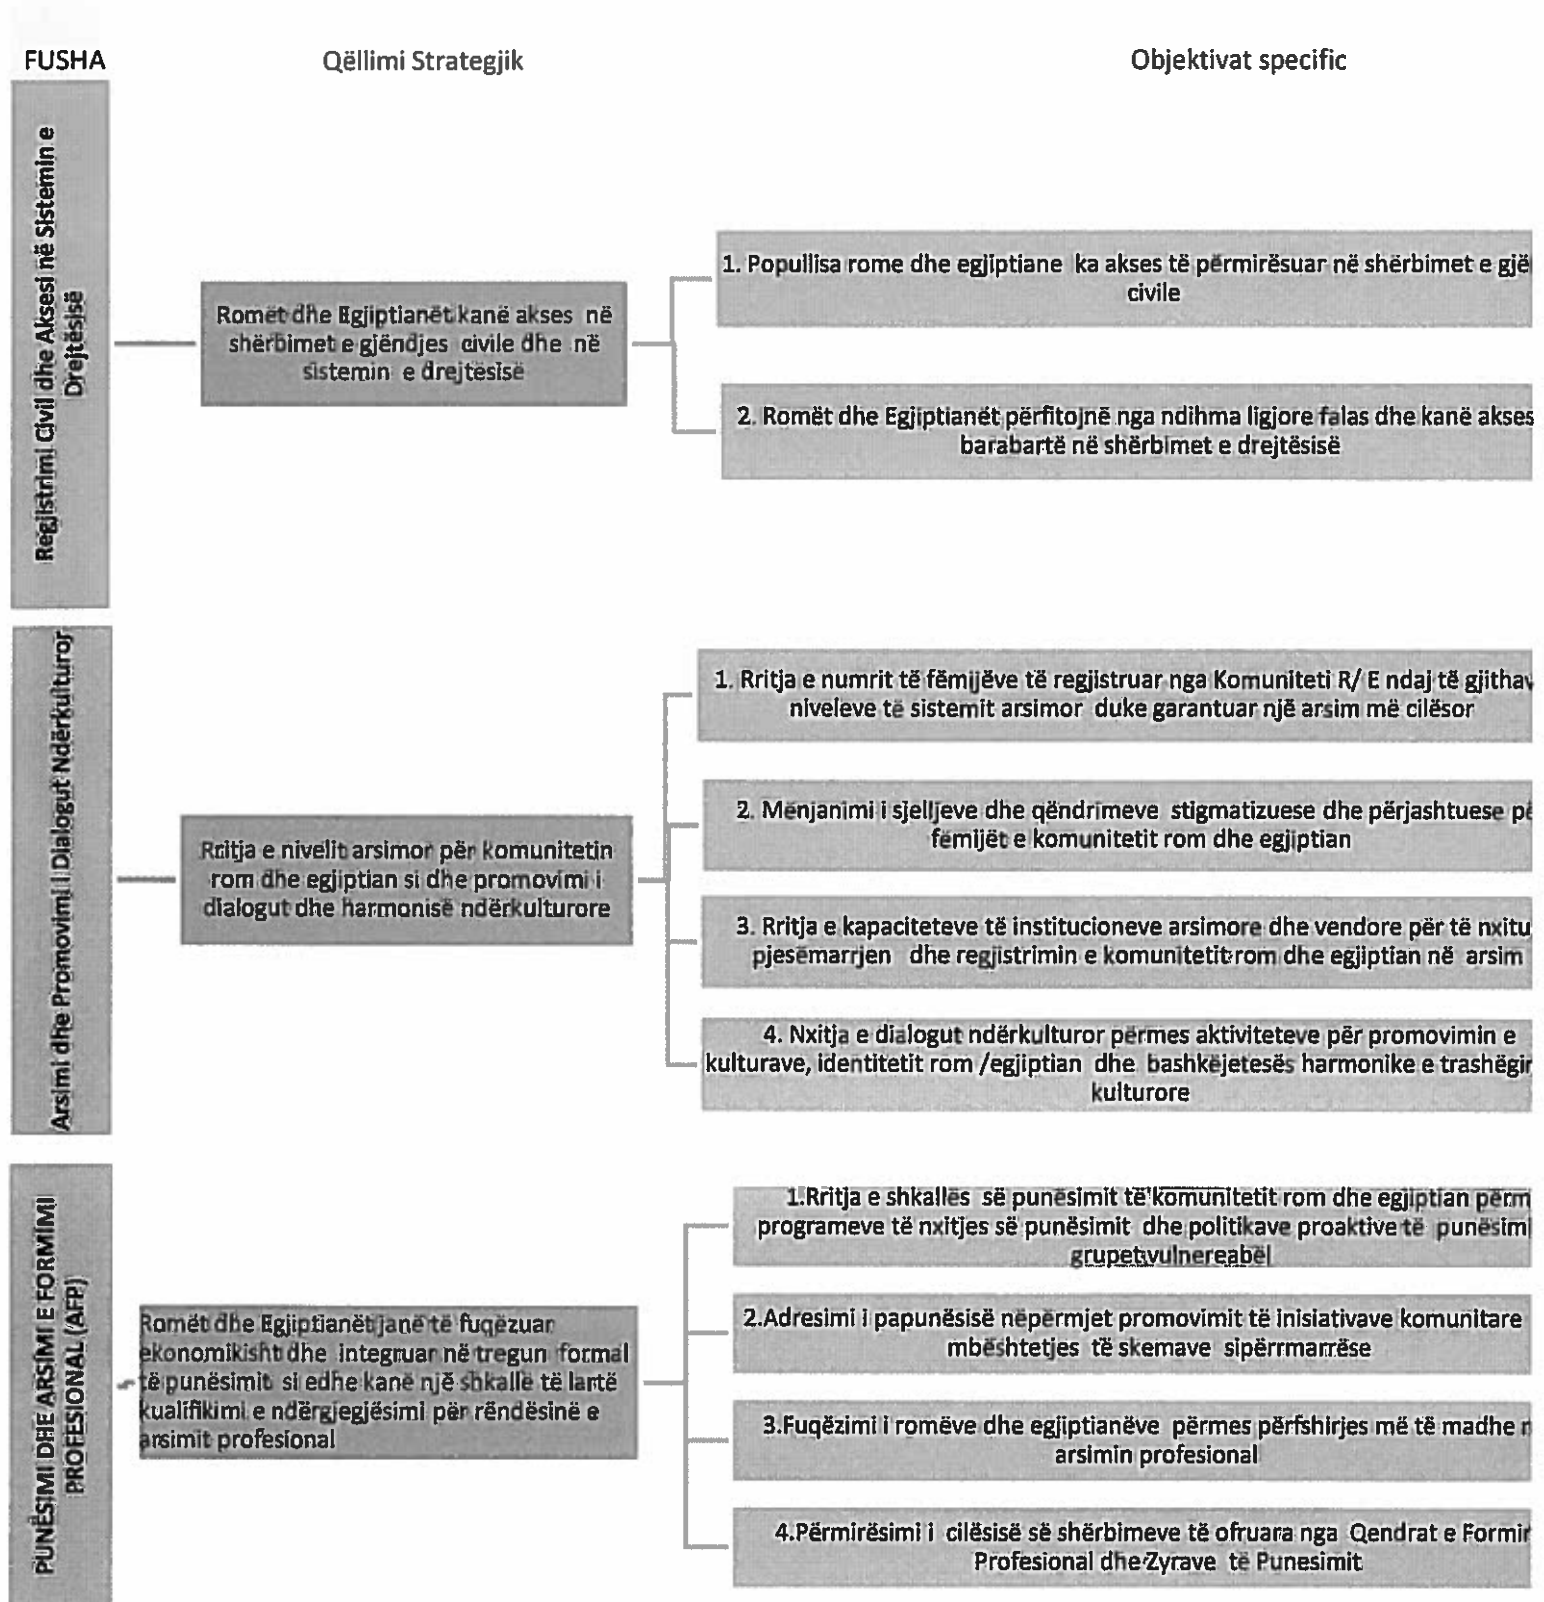 FUSHA
Qëllimi Strategjik
Objektivat specific
Regjistrimi Civil dhe Aksesi në Sistemin e
Drejtësisë
Romët dhe Egjiptianët kanë akses në
shërbimet e gjëndjes civile dhe në
sistemin e drejtësisë
1. Popullisa rome dhe egjiptiane ka akses të përmirësuar në shërbimet e gjë
civile
2. Romët dhe Egjiptianët përfitojnë nga ndihma ligjore falas dhe kanë akses
barabartë në shërbimet e drejtësisë
Arsimi dhe Promovimi i Dialogut Ndërkulturor
Rritja e nivelit arsimor për komunitetin
rom dhe egjiptian si dhe promovimi i
dialogut dhe harmonisë ndërkulturore
1. Rritja e numrit të fëmijëve të regjistruar nga Komuniteti R/ E ndaj të gjithav
niveleve të sistemit arsimor duke garantuar një arsim më cilësor
2. Menjanimi i sjelljeve dhe qëndrimeve stigmatizuese dhe përjashtuese pë
fëmijët e komunitetit rom dhe egjiptian
3. Rritja e kapaciteteve të institucioneve arsimore dhe vendore për të nxitu
pjesëmarrjen dhe regjistrimin e komunitetit rom dhe egjiptian në arsim
4. Nxitja e dialogut ndërkulturor përmes aktiviteteve për promovimin e
kulturave, identitetit rom /egjiptian dhe bashkëjetesës harmonike e trashëgir
kulturore
PUNËSIMI DHE ARSIMI E FORMIMI
PROFESIONAL (AFP)
Romët dhe Egjiptianët janë të fuqëzuar
ekonomikisht dhe integruar në tregun formal
të punësimit si edhe kanë një shkallë të lartë
kualifikimi e ndërgjegjësimi për rëndësinë e
arsimit profesional
1.Rritja e shkallës së punësimit të komunitetit rom dhe egjiptian përm
programeve të nxitjes së punësimit dhe politikave proaktive të punësimi
grupet vulnereabël
2.Adresimi i papunësisë nëpërmjet promovimit të inisiativave komunitare
mbështetjes të skemave sipërrmarrëse
3.Fuqëzimi i romëve dhe egjiptianëve përmes përfshirjes më të madhe n
arsimin profesional
4.Përmirësimi i cilësisë së shërbimeve të ofruara nga Qendrat e Formir
Profesional dhe Zyrave të Punesimit